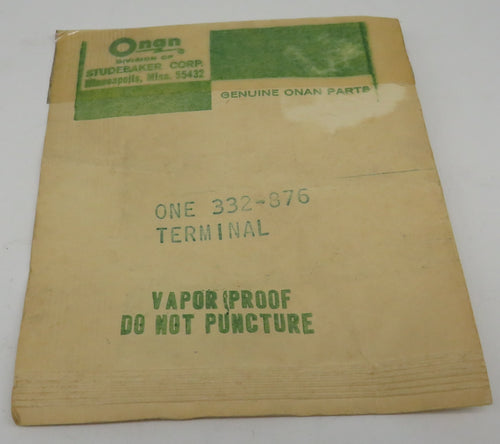 Onan
DIVISION OF
STUDEBAKER CORP.
Minneapolis, Minn. 55432
GENUINE ONAN PARTS
ONE 332-876
TERMINAL
VAPOR PROOF
DO NOT PUNCTURE